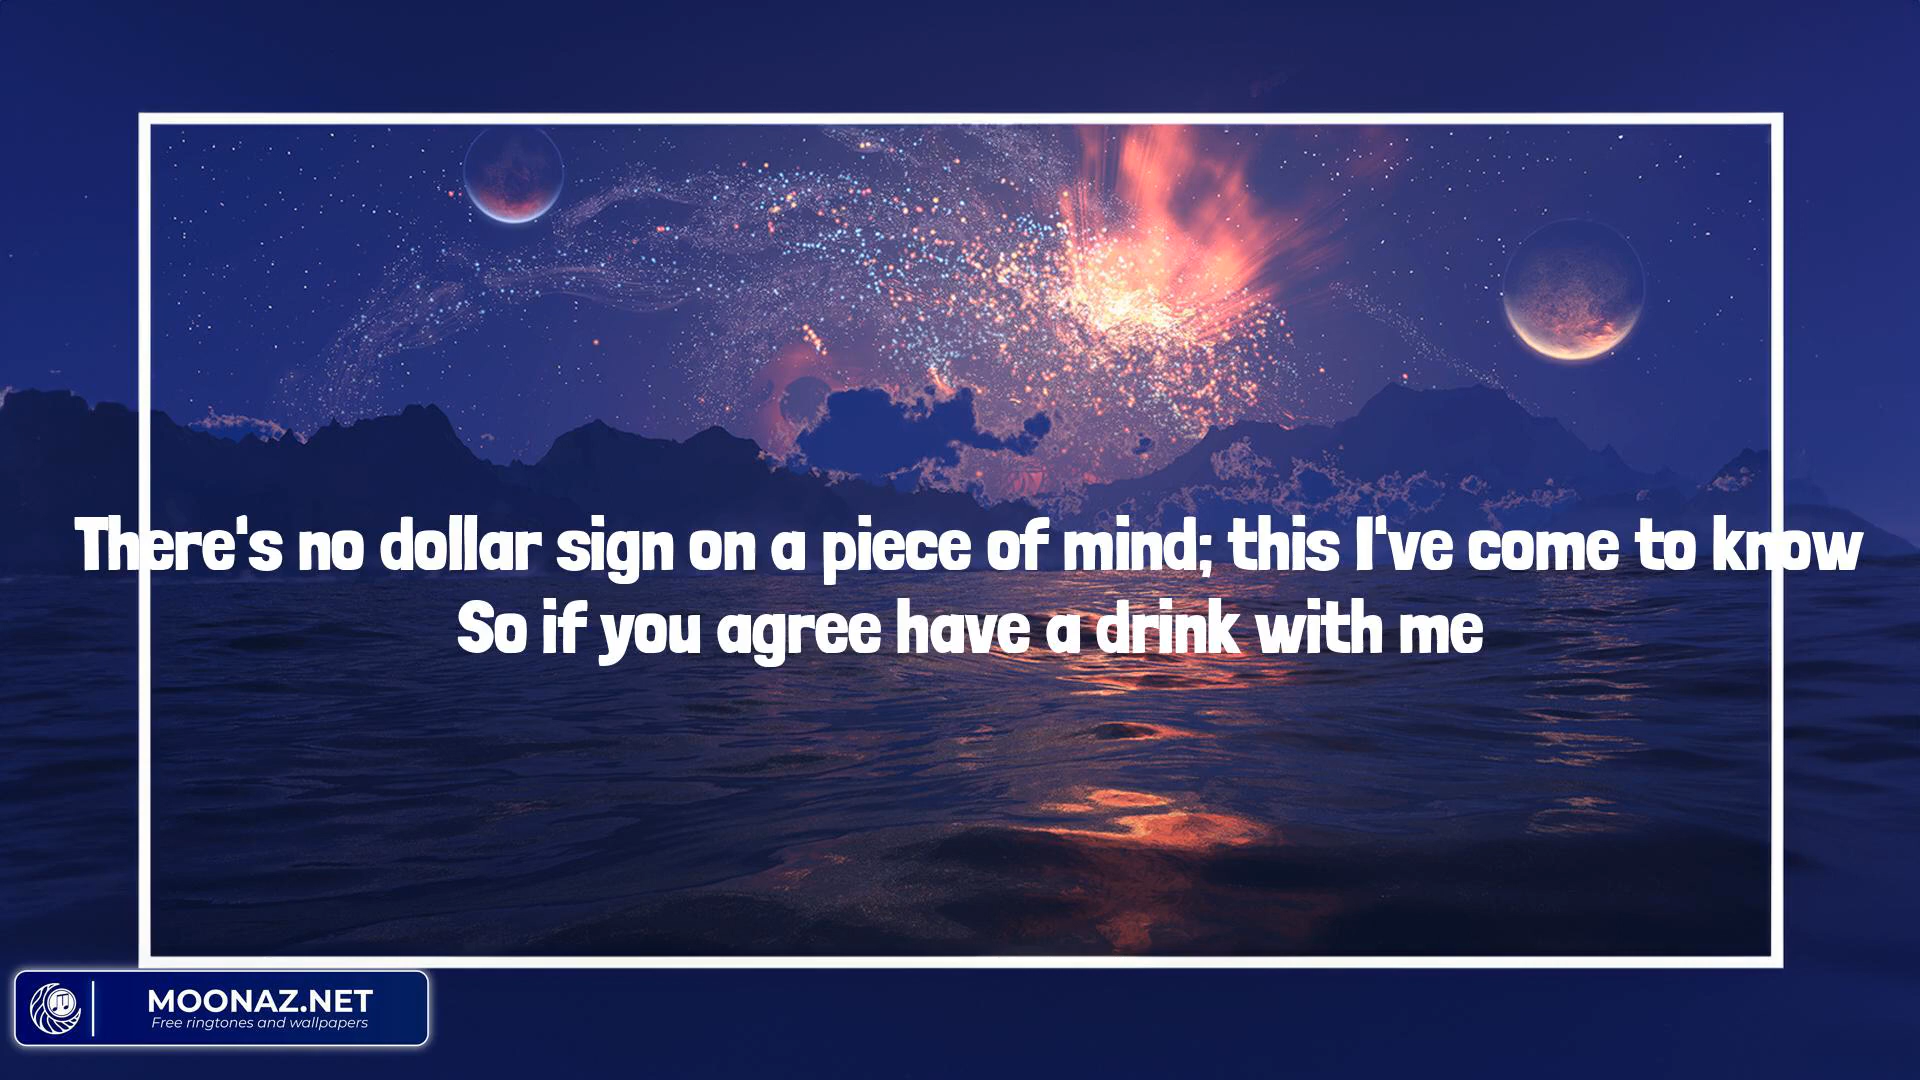 There's no dollar sign on a piece of mind; this I've come to know
So if you agree have a drink with me
MOONAZ.NET
Free ringtones and wallpapers